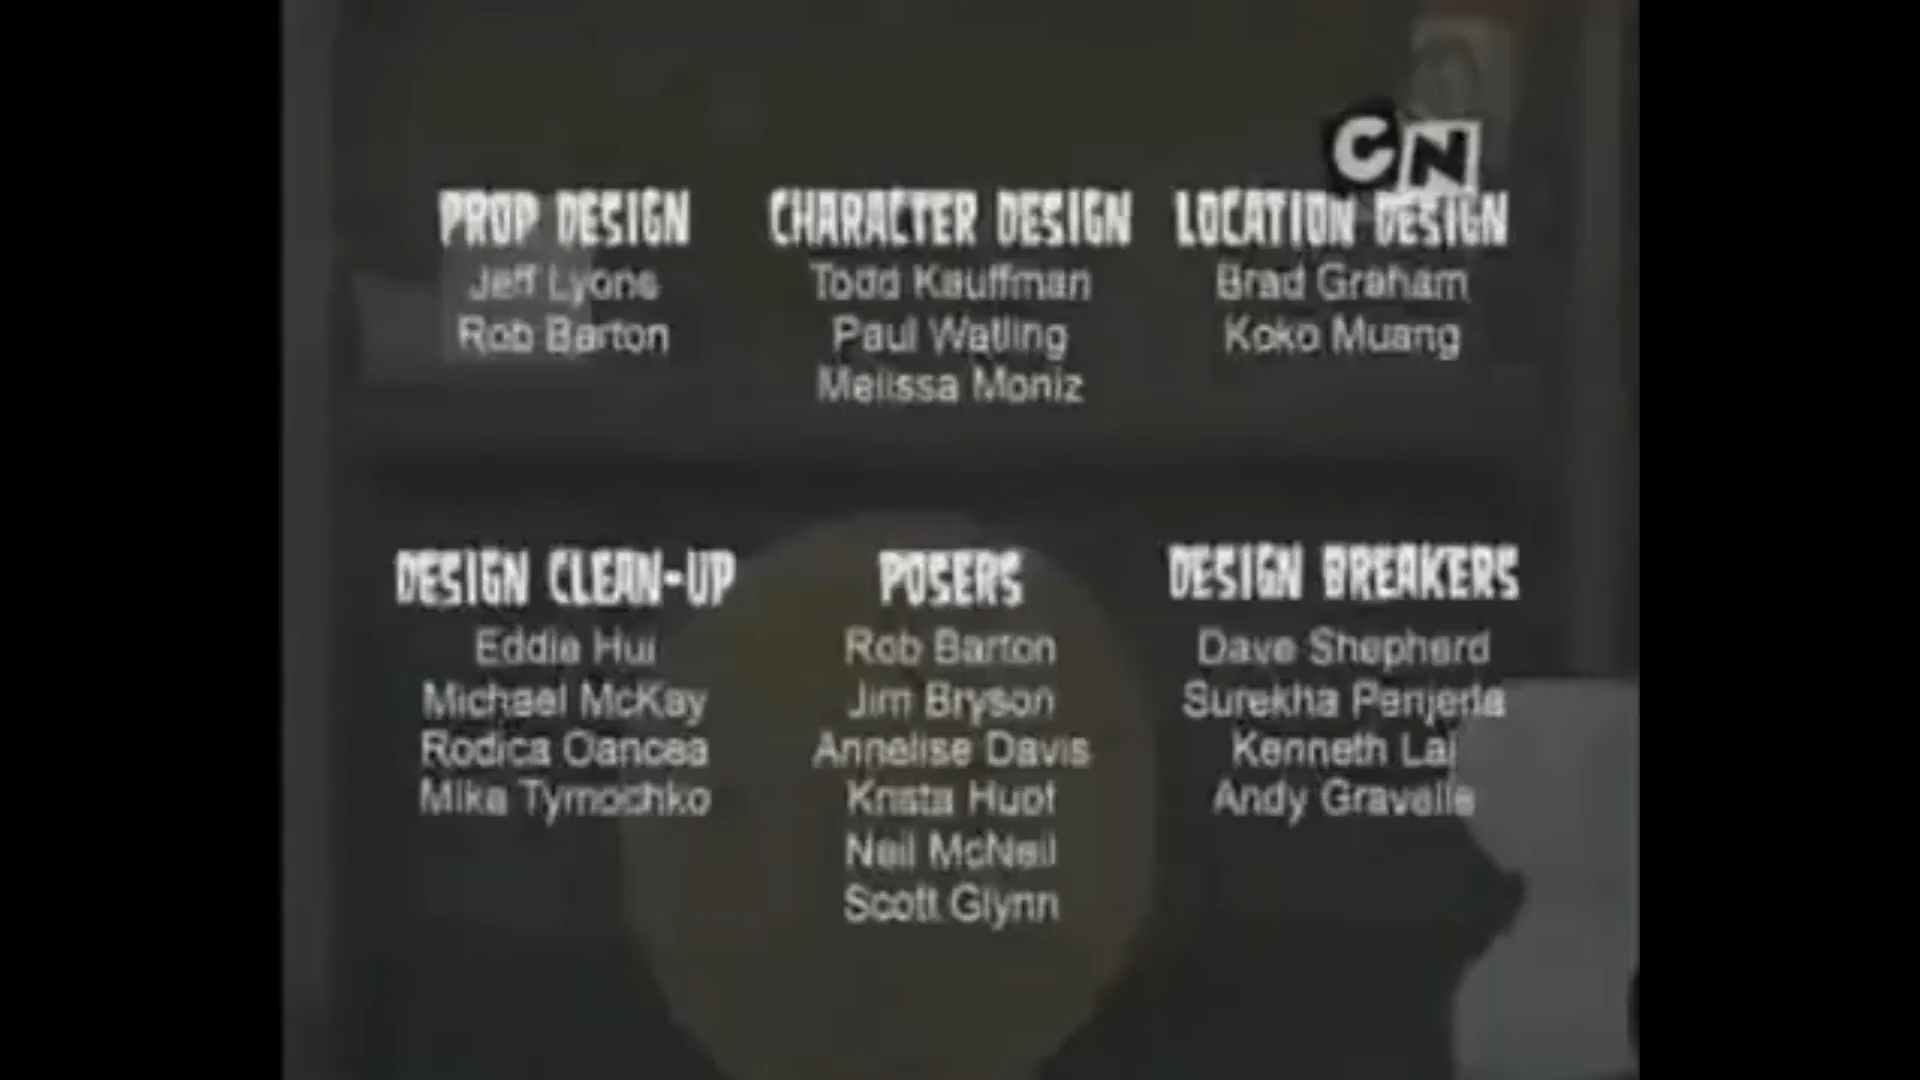 CN
PROP DESIGN
Jeff Lyons
Rob Barton
CHARACTER DESIGN
Todd Kauffman
Paul Watling
Melissa Moniz
LOCATION DESIGN
Brad Graham
Koko Muang
DESIGN CLEAN-UP
Eddie Hui
Michael McKay
Rodica Oancea
Mike Tymochko
POSERS
Rob Barton
Jim Bryson
Annelise Davis
Krista Huot
Neil McNeil
Scott Glynn
DESIGN BREAKERS
Dave Shepherd
Surekha
Kenneth Lai
Andy Gravelle